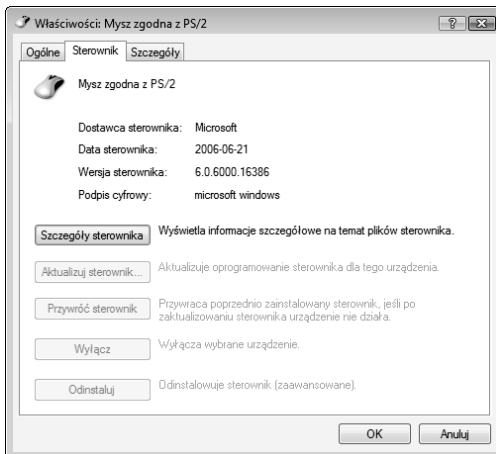 Właściwości: Mysz zgodna z PS/2
Ogólne Sterownik Szczegóły
Mysz zgodna z PS/2
Dostawca sterownika: Microsoft
Data sterownika: 2006-06-21
Wersja sterownika: 6.0.6000.16386
Podpis cyfrowy: microsoft windows
Szczegóły sterownika Wyświetla informacje szczegółowe na temat plików sterownika.
Aktualizuj sterownik... Aktualizuje oprogramowanie sterownika dla tego urządzenia.
Przywróć sterownik Przywraca poprzednio zainstalowany sterownik, jeśli po
zaktualizowaniu sterownika urządzenie nie działa.
Wyłącz Wyłącza wybrane urządzenie.
Odinstaluj Odinstalowuje sterownik (zaawansowane).
OK Anuluj